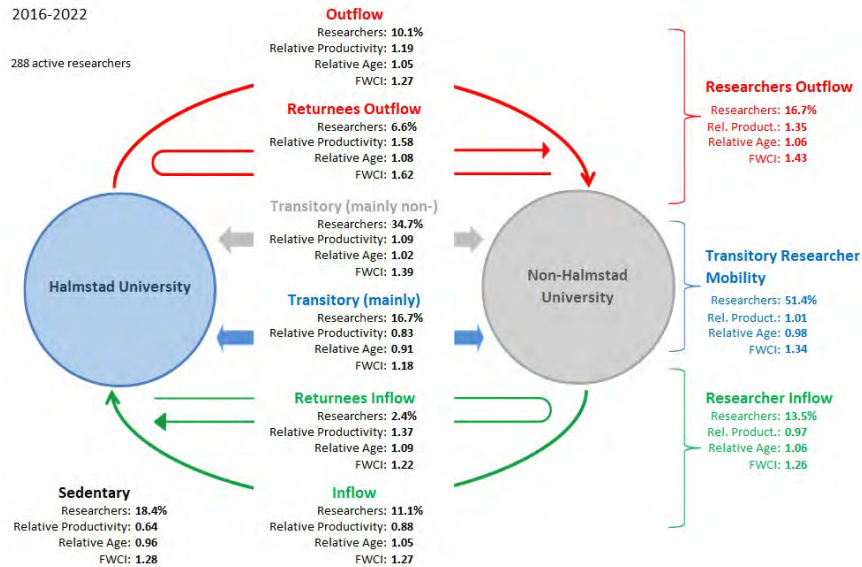 2016-2022
288 active researchers
Outflow
Researchers: 10.1%
Relative Productivity: 1.19
Relative Age: 1.05
FWCI: 1.27
Returnees Outflow
Researchers: 6.6%
Relative Productivity: 1.58
Relative Age: 1.08
FWCI: 1.62
Transitory (mainly non-)
Researchers: 34.7%
Relative Productivity: 1.09
Relative Age: 1.02
FWCI: 1.39
Halmstad University
Non-Halmstad
University
Transitory (mainly)
Researchers: 16.7%
Relative Productivity: 0.83
Relative Age: 0.91
FWCI: 1.18
Returnees Inflow
Researchers: 2.4%
Relative Productivity: 1.37
Relative Age: 1.09
FWCI: 1.22
Inflow
Researchers: 11.1%
Relative Productivity: 0.88
Relative Age: 1.05
FWCI: 1.27
Sedentary
Researchers: 18.4%
Relative Productivity: 0.64
Relative Age: 0.96
FWCI: 1.28
Researchers Outflow
Researchers: 16.7%
Rel. Product.: 1.35
Relative Age: 1.06
FWCI: 1.43
Transitory Researcher
Mobility
Researchers: 51.4%
Rel. Product.: 1.01
Relative Age: 0.98
FWCI: 1.34
Researcher Inflow
Researchers: 13.5%
Rel. Product.: 0.97
Relative Age: 1.06
FWCI: 1.26